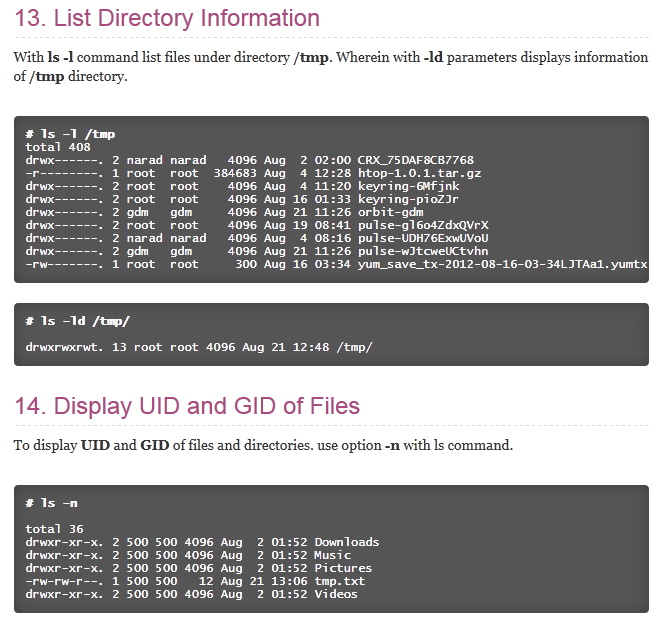 13. List Directory Information
With ls -l command list files under directory /tmp. Wherein with -ld parameters displays information
of /tmp directory.
# ls -l /tmp
total 408
drwx------. 2 narad narad   4096 Aug  2 02:00 CRX_75DAF8CB7768
-r--------. 1 root  root  384683 Aug  4 12:28 htop-1.0.1.tar.gz
drwx------. 2 root  root    4096 Aug  4 11:20 keyring-6Mfjnk
drwx------. 2 root  root    4096 Aug 16 01:33 keyring-pioZJr
drwx------. 2 gdm   gdm     4096 Aug 21 11:26 orbit-gdm
drwx------. 2 root  root    4096 Aug 19 08:41 pulse-gl6o4ZdxQVrX
drwx------. 2 narad narad   4096 Aug  4 08:16 pulse-UDH76ExwUVoU
drwx------. 2 gdm   gdm     4096 Aug 21 11:26 pulse-wJtcweUCtvhn
-rw-------. 1 root  root     300 Aug 16 03:34 yum_save_tx-2012-08-16-03-34LJTAa1.yumtx
# ls -ld /tmp/
drwxrwxrwt. 13 root root 4096 Aug 21 12:48 /tmp/
14. Display UID and GID of Files
To display UID and GID of files and directories. use option -n with ls command.
# ls -n
total 36
drwxr-xr-x. 2 500 500 4096 Aug  2 01:52 Downloads
drwxr-xr-x. 2 500 500 4096 Aug  2 01:52 Music
drwxr-xr-x. 2 500 500 4096 Aug  2 01:52 Pictures
-rw-rw-r--. 1 500 500   12 Aug 21 13:06 tmp.txt
drwxr-xr-x. 2 500 500 4096 Aug  2 01:52 Videos